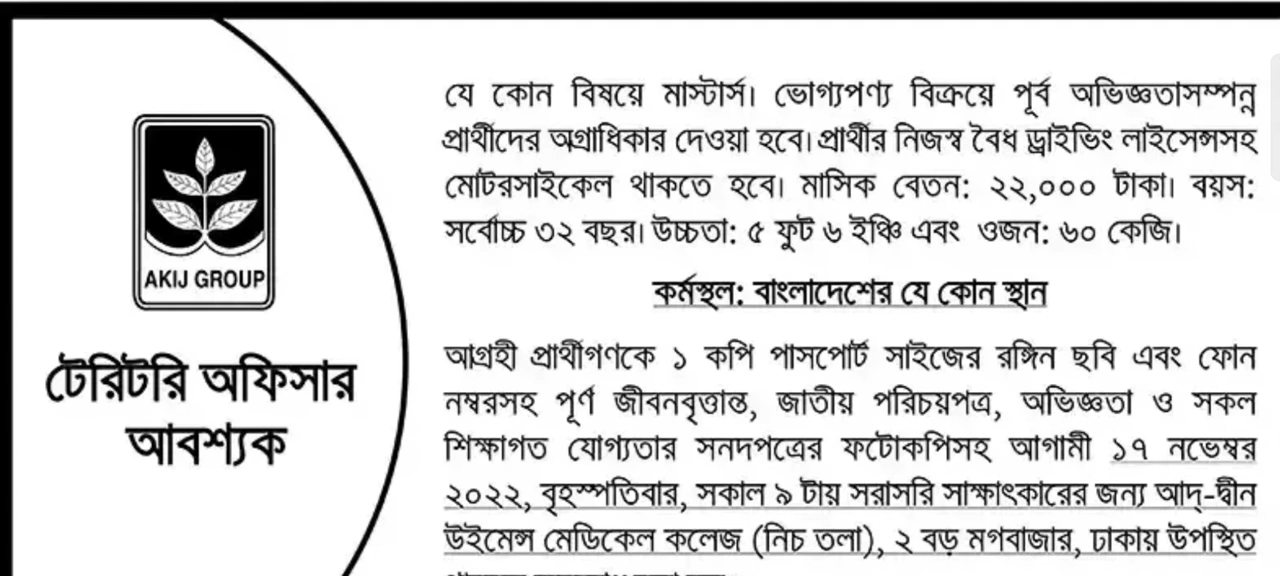 AKIJ GROUP
টেরিটরি অফিসার
আবশ্যক
যে কোন বিষয়ে মাস্টার্স। ভোগ্যপণ্য বিক্রয়ে পূর্ব অভিজ্ঞতাসম্পন্ন
প্রার্থীদের অগ্রাধিকার দেওয়া হবে। প্রার্থীর নিজস্ব বৈধ ড্রাইভিং লাইসেন্সসহ
মোটরসাইকেল থাকতে হবে। মাসিক বেতন: ২২,০০০ টাকা। বয়স:
সর্বোচ্চ ৩২ বছর। উচ্চতা: ৫ ফুট ৬ ইঞ্চি এবং ওজন: ৬০ কেজি।
কর্মস্থল: বাংলাদেশের যে কোন স্থান
আগ্রহী প্রার্থীগণকে ১ কপি পাসপোর্ট সাইজের রঙ্গিন ছবি এবং ফোন
নম্বরসহ পূর্ণ জীবনবৃত্তান্ত, জাতীয় পরিচয়পত্র, অভিজ্ঞতা ও সকল
শিক্ষাগত যোগ্যতার সনদপত্রের ফটোকপিসহ আগামী ১৭ নভেম্বর
২০২২, বৃহস্পতিবার, সকাল ৯ টায় সরাসরি সাক্ষাৎকারের জন্য আদ্-দ্বীন
উইমেন্স মেডিকেল কলেজ (নিচ তলা), ২ বড় মগবাজার, ঢাকায় উপস্থিত